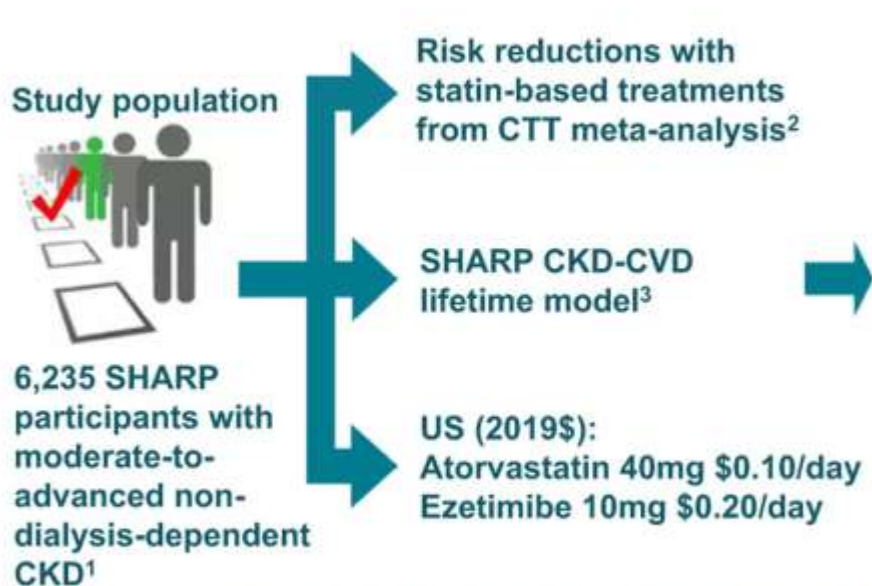 Study population
6,235 SHARP
participants with
moderate-to-
advanced non-
dialysis-dependent
CKD¹
Risk reductions with
statin-based treatments
from CTT meta-analysis²
SHARP CKD-CVD
lifetime model³
US (2019$):
Atorvastatin 40mg $0.10/day
Ezetimibe 10mg $0.20/day